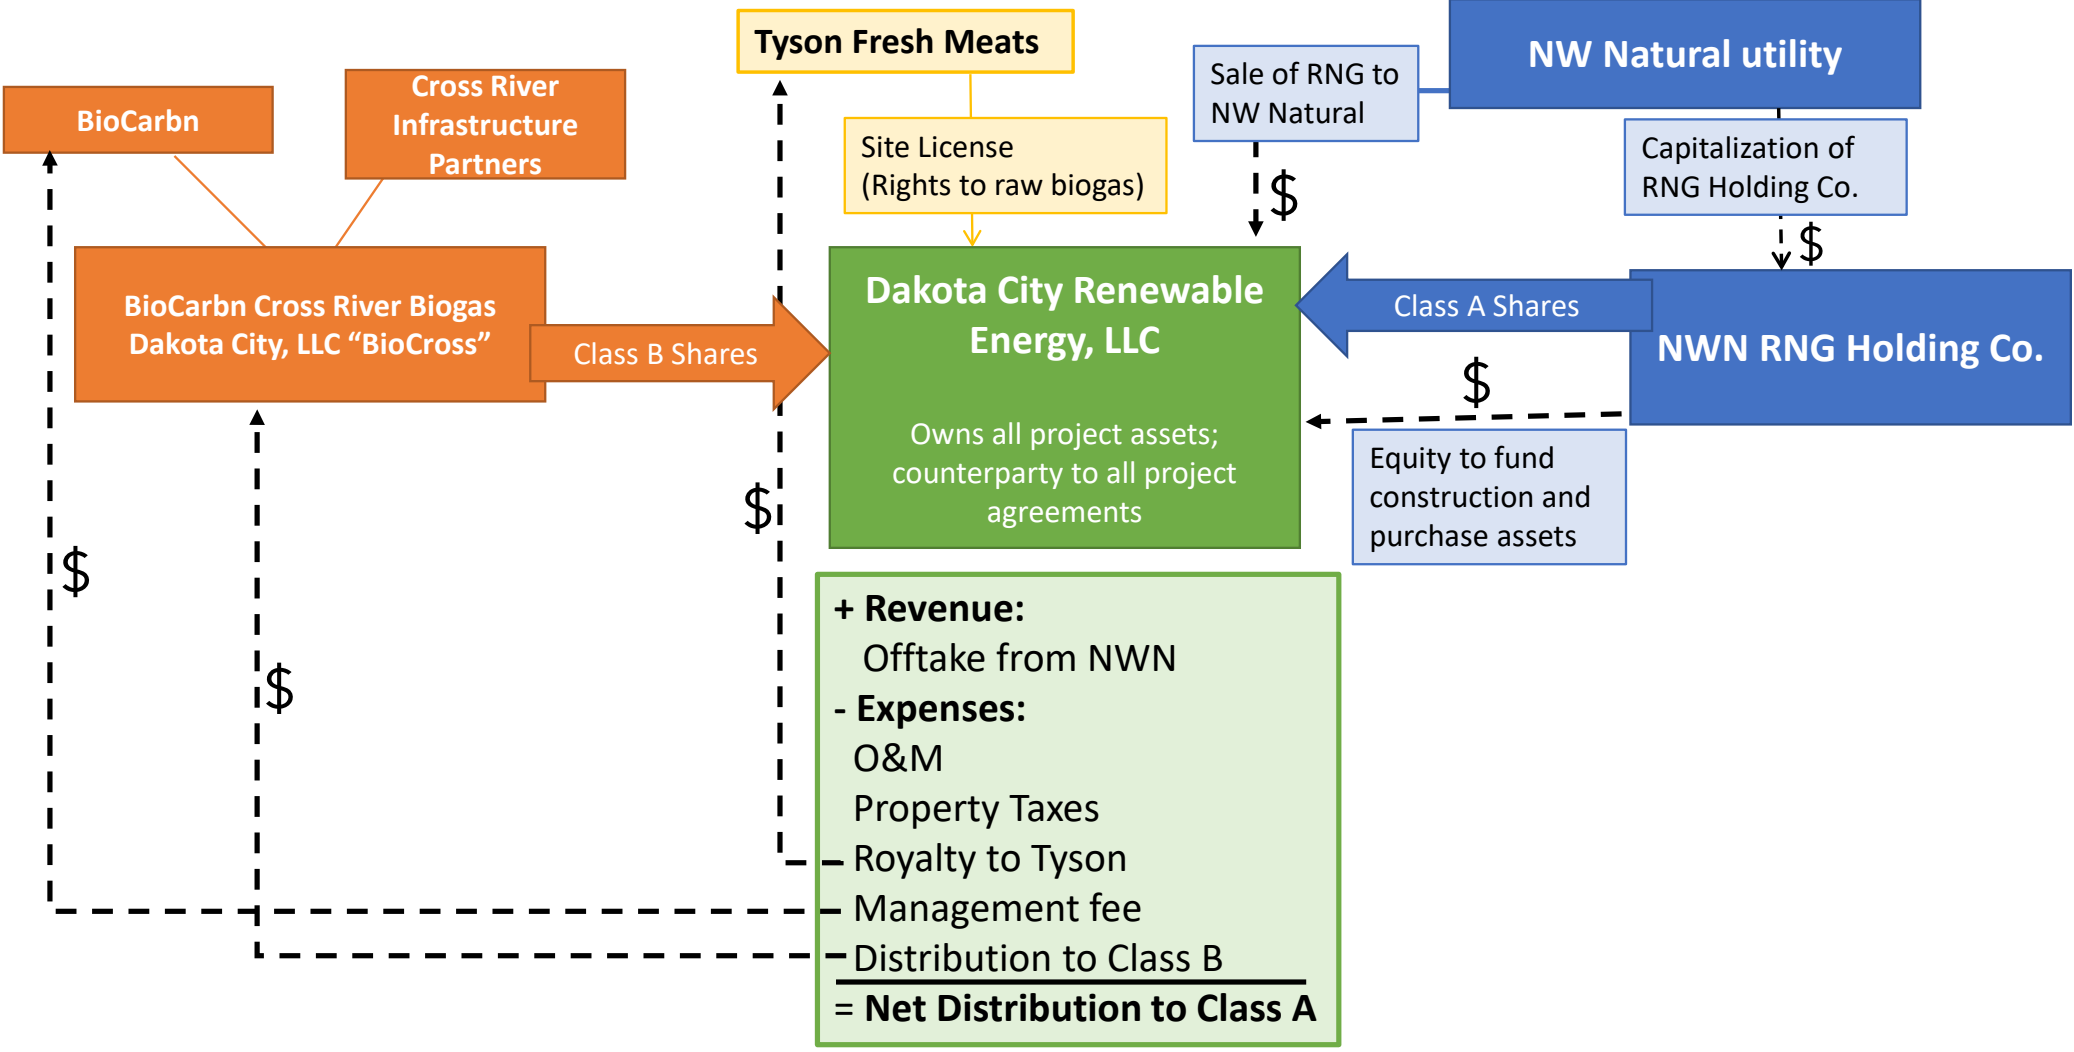 Tyson Fresh Meats
NW Natural utility
Cross River
Infrastructure
Partners
BioCarbn
Sale of RNG to
NW Natural
Site License
(Rights to raw biogas)
Capitalization of
RNG Holding Co.
$
$
BioCarbn Cross River Biogas
Dakota City, LLC “BioCross”
Class B Shares
Dakota City Renewable
Energy, LLC
Owns all project assets;
counterparty to all project
agreements
Class A Shares
NWN RNG Holding Co.
$
Equity to fund
construction and
purchase assets
$
$
$
+ Revenue:
Offtake from NWN
- Expenses:
O&M
Property Taxes
Royalty to Tyson
Management fee
Distribution to Class B
= Net Distribution to Class A